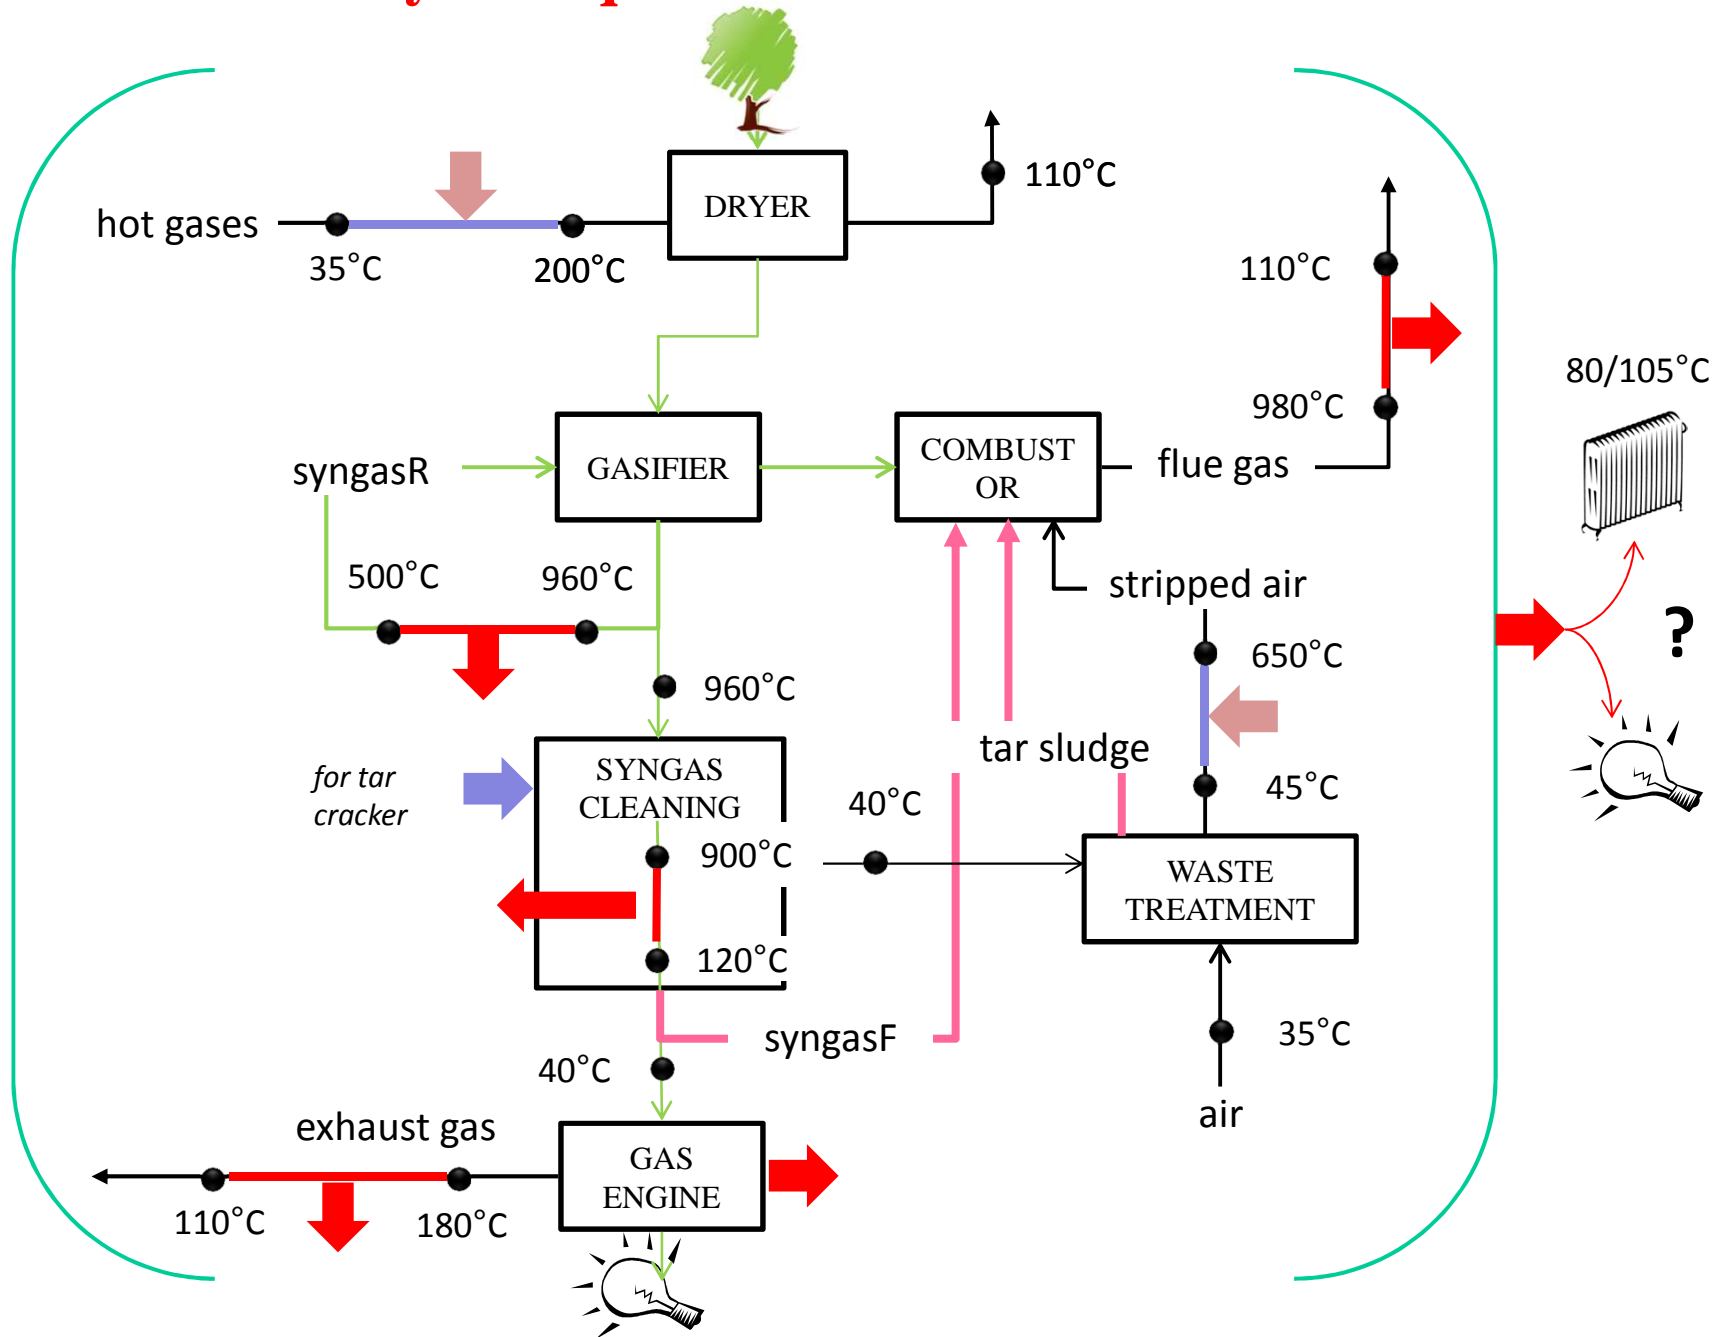 110°C
DRYER
hot gases
35°C
200°C
110°C
80/105°C
980°C
COMBUST
OR
syngasR
GASIFIER
flue gas
500°C
960°C
stripped air
?
650°C
960°C
tar sludge
SYNGAS
CLEANING
for tar
cracker
45°C
40°C
900°C
WASTE
TREATMENT
120°C
syngasF
35°C
40°C
air
exhaust gas
GAS
ENGINE
110°C
180°C